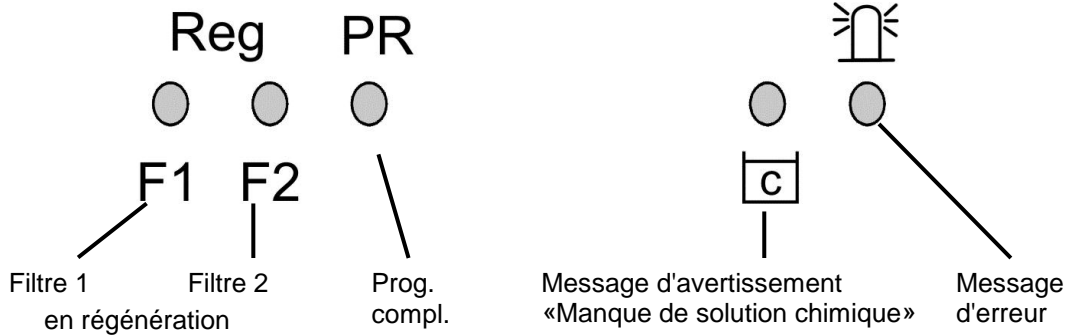 Reg PR
F1 F2
C
Filtre 1 Filtre 2 Prog. compl.
en régénération
Message d'avertissement
«Manque de solution chimique»
Message
d'erreur